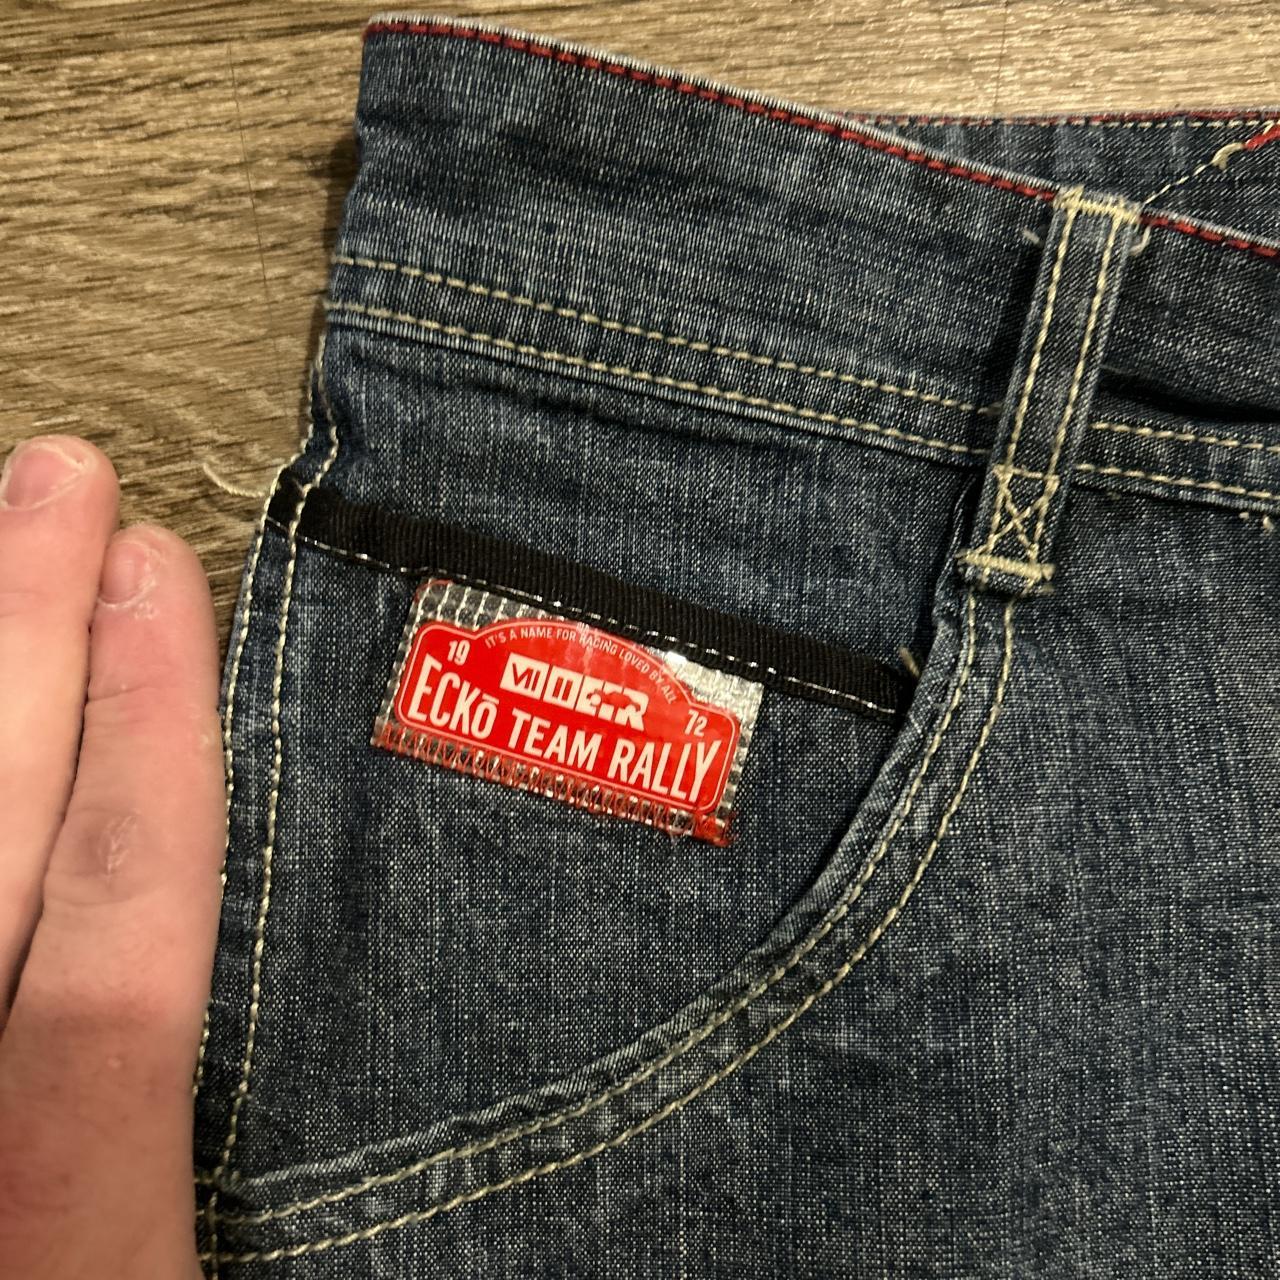 IT'S A NAME FOR RACING LOVED BY ALL
19 72
ECKō TEAM RALLY